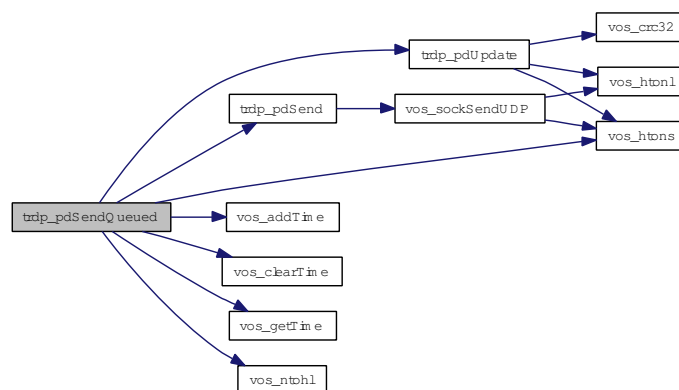 vos_crc32
trdp_pdUpdate
vos_htonl
trdp_pdSend
vos_sockSendUDP
vos_htons
trdp_pdSendQueued
vos_addTime
vos_clearTime
vos_getTime
vos_ntohl